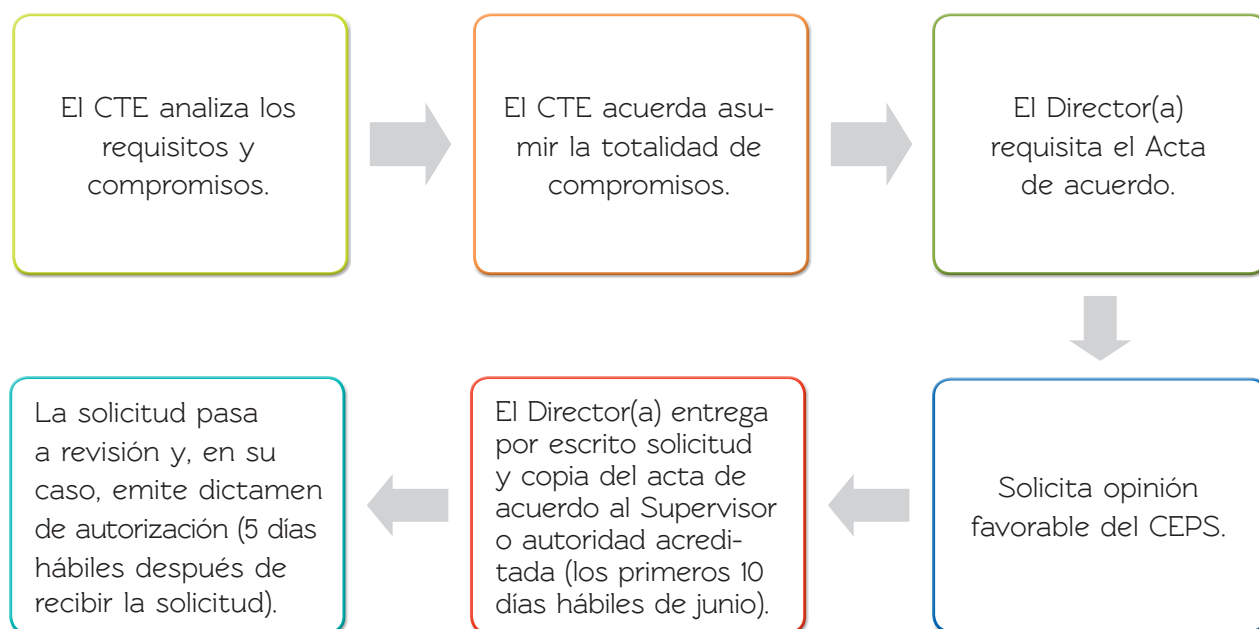 El CTE analiza los
requisitos y
compromisos.
El CTE acuerda asu-
mir la totalidad de
compromisos.
El Director(a)
requisita el Acta
de acuerdo.
Solicita opinión
favorable del CEPS.
El Director(a) entrega
por escrito solicitud
y copia del acta de
acuerdo al Supervisor
o autoridad acredi-
tada (los primeros 10
días hábiles de junio).
La solicitud pasa
a revisión y, en su
caso, emite dictamen
de autorización (5 días
hábiles después de
recibir la solicitud).